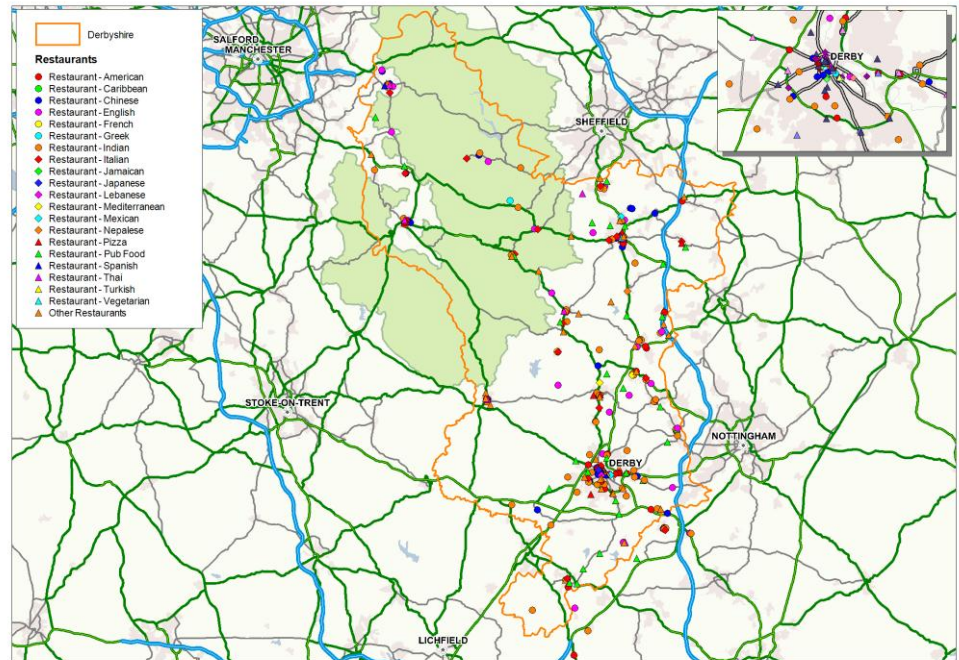 Derbyshire
Restaurants
Restaurant - American
Restaurant - Caribbean
Restaurant - Chinese
Restaurant - English
Restaurant - French
Restaurant - Greek
Restaurant - Indian
Restaurant - Italian
Restaurant - Jamaican
Restaurant - Japanese
Restaurant - Lebanese
Restaurant - Mediterranean
Restaurant - Mexican
Restaurant - Nepalese
Restaurant - Pizza
Restaurant - Pub Food
Restaurant - Spanish
Restaurant - Thai
Restaurant - Turkish
Restaurant - Vegetarian
Other Restaurants
SALFORD
MANCHESTER
DERBY
SHEFFIELD
STOKE-ON-TRENT
NOTTINGHAM
DERBY
LICHFIELD